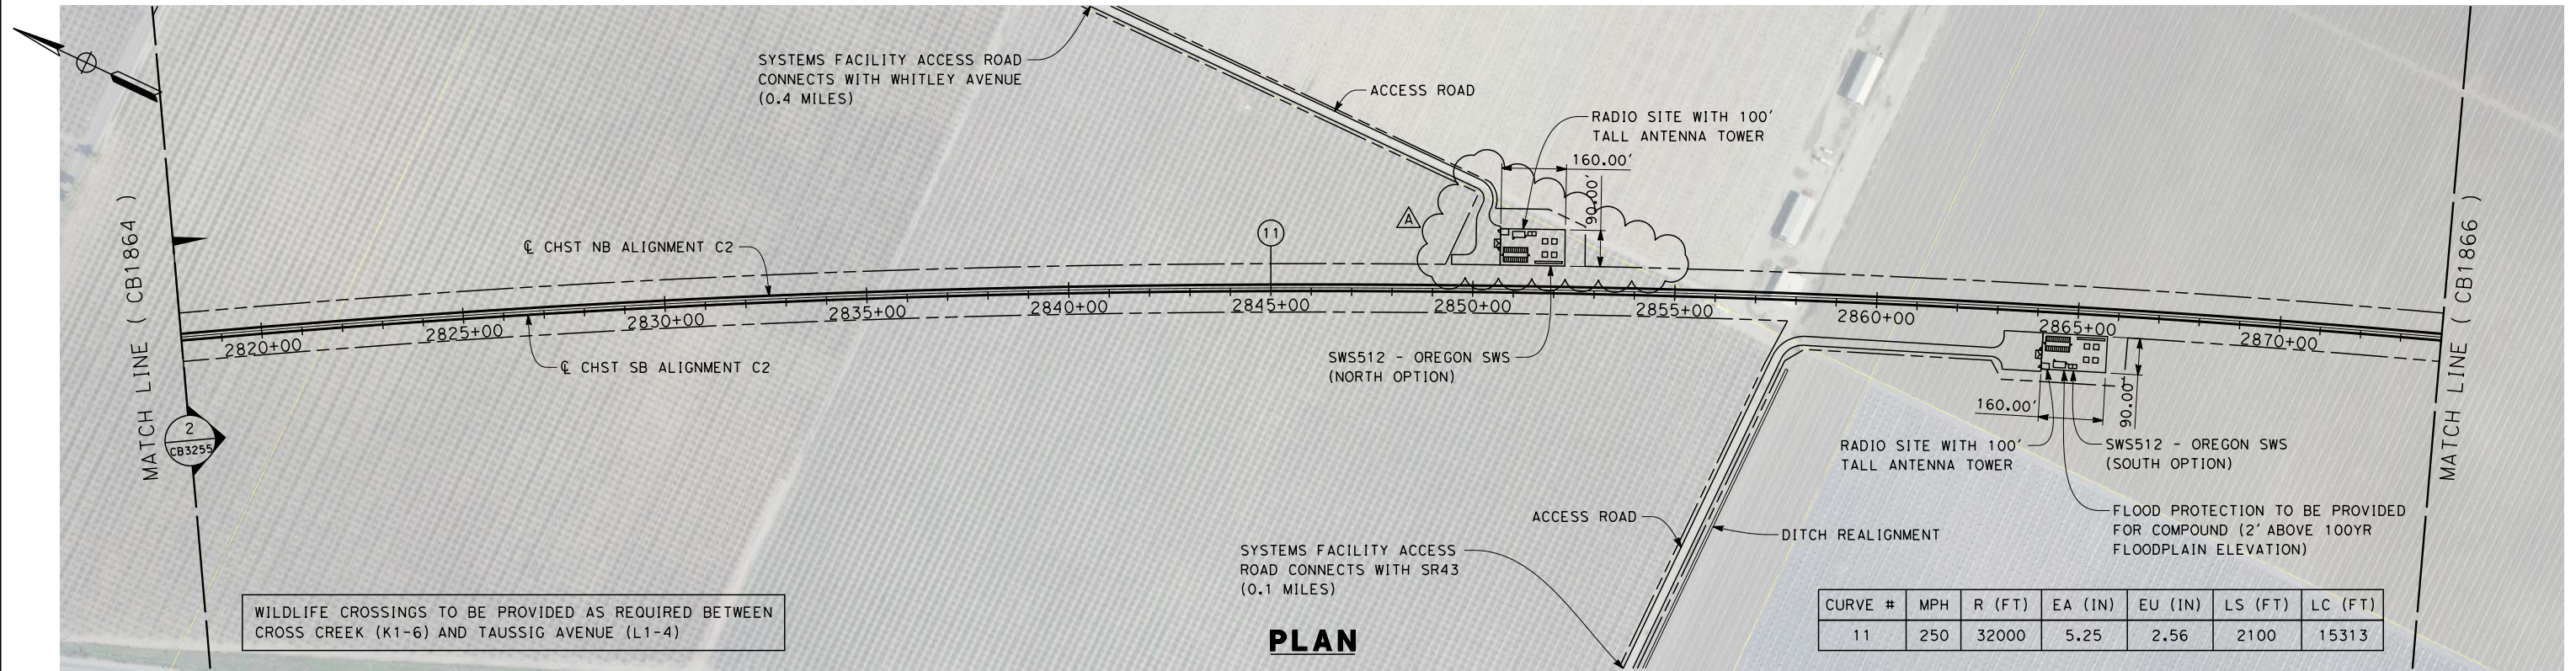 SYSTEMS FACILITY ACCESS ROAD
CONNECTS WITH WHITLEY AVENUE
(0.4 MILES)
ACCESS ROAD
RADIO SITE WITH 100'
TALL ANTENNA TOWER
160.00'
90.00'
A
11
MATCH LINE ( CB1864 )
MATCH LINE ( CB1866 )
℄ CHST NB ALIGNMENT C2
2820+00
2825+00
2830+00
2835+00
2840+00
2845+00
2850+00
2855+00
2860+00
2865+00
2870+00
℄ CHST SB ALIGNMENT C2
SWS512 - OREGON SWS
(NORTH OPTION)
2
CB3255
160.00'
90.00'
RADIO SITE WITH 100'
TALL ANTENNA TOWER
SWS512 - OREGON SWS
(SOUTH OPTION)
FLOOD PROTECTION TO BE PROVIDED
FOR COMPOUND (2' ABOVE 100YR
FLOODPLAIN ELEVATION)
ACCESS ROAD
DITCH REALIGNMENT
SYSTEMS FACILITY ACCESS
ROAD CONNECTS WITH SR43
(0.1 MILES)
WILDLIFE CROSSINGS TO BE PROVIDED AS REQUIRED BETWEEN
CROSS CREEK (K1-6) AND TAUSSIG AVENUE (L1-4)
PLAN
CURVE # MPH R (FT) EA (IN) EU (IN) LS (FT) LC (FT)
11 250 32000 5.25 2.56 2100 15313